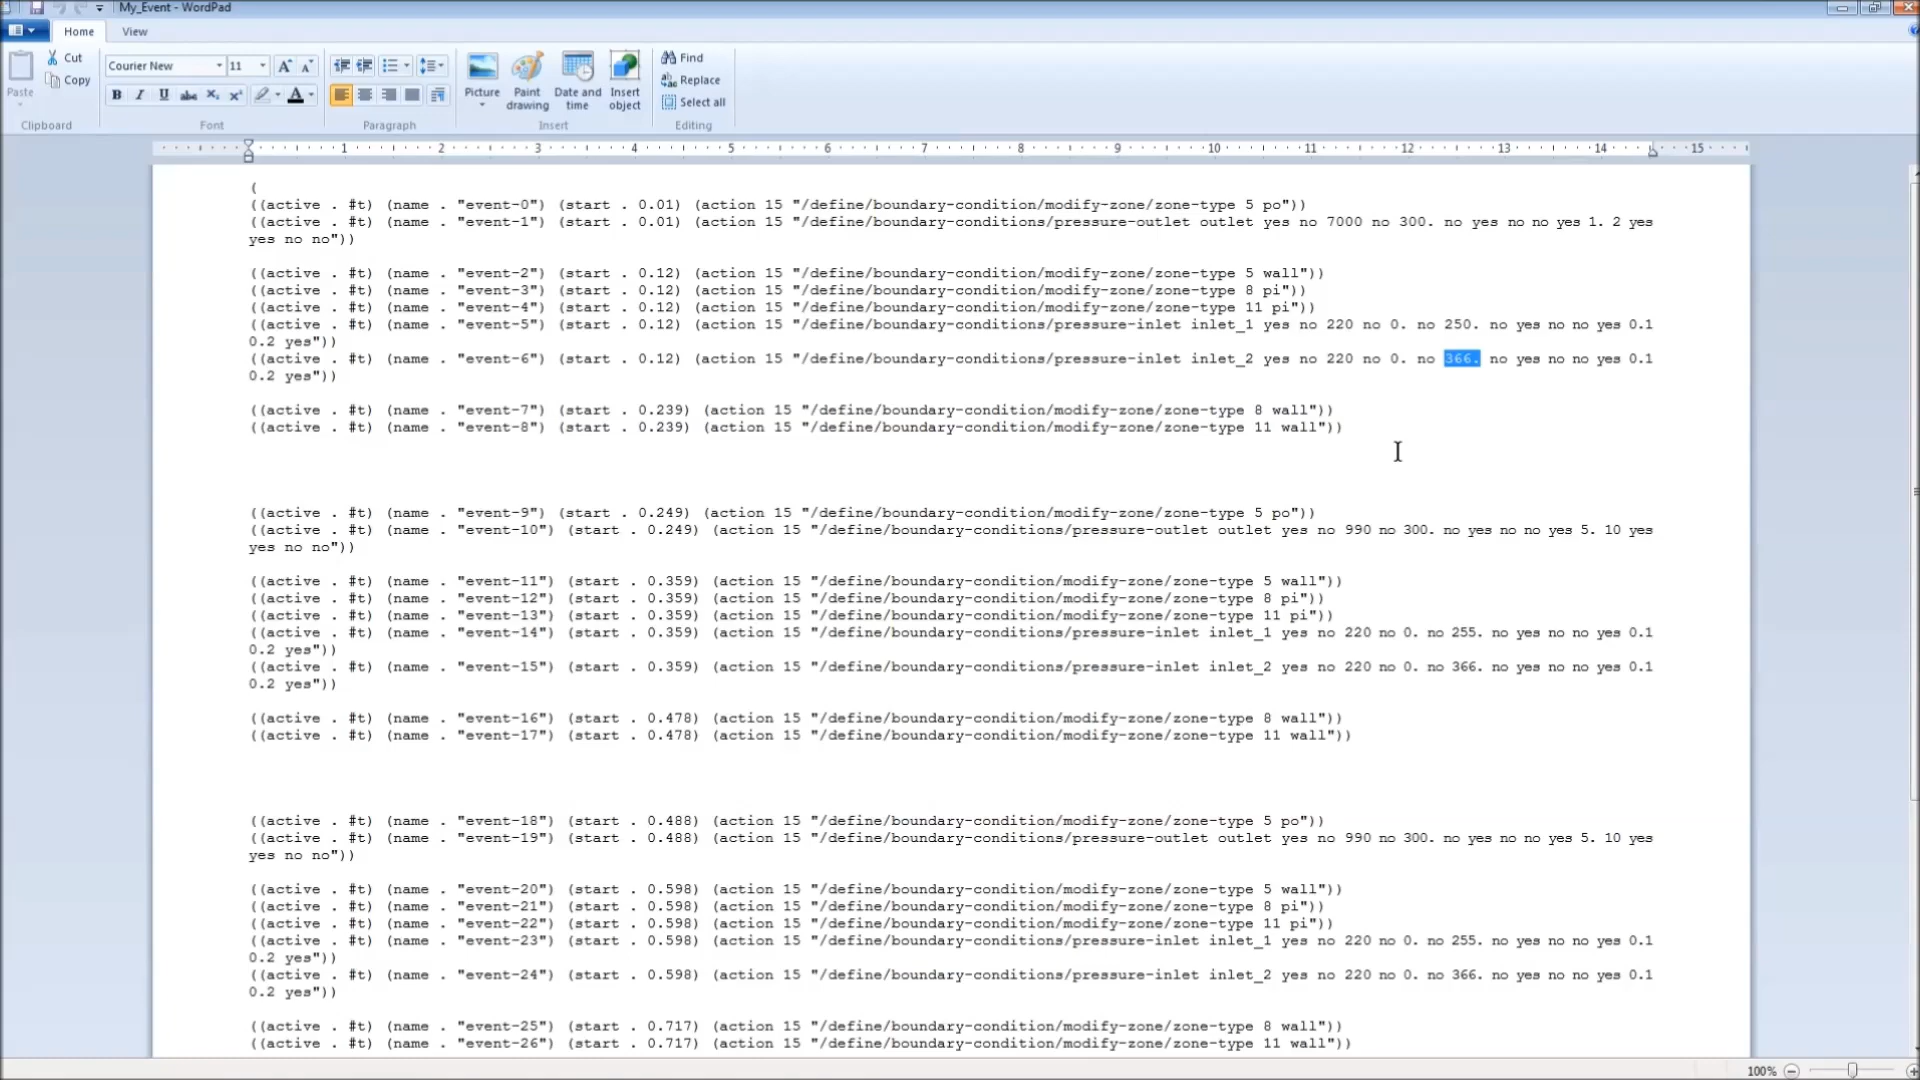 My_Event - WordPad
Home View
Cut
Copy
Paste
Courier New 11
Picture
Paint drawing
Date and time
Insert object
Find
Replace
Select all
Clipboard Font Paragraph Insert Editing
1 2 3 4 5 6 7 8 9 10 11 12 13 14 15
(
((active . #t) (name . "event-0") (start . 0.01) (action 15 "/define/boundary-condition/modify-zone/zone-type 5 po"))
((active . #t) (name . "event-1") (start . 0.01) (action 15 "/define/boundary-conditions/pressure-outlet outlet yes no 7000 no 300. no yes no no yes 1. 2 yes
yes no no"))
((active . #t) (name . "event-2") (start . 0.12) (action 15 "/define/boundary-condition/modify-zone/zone-type 5 wall"))
((active . #t) (name . "event-3") (start . 0.12) (action 15 "/define/boundary-condition/modify-zone/zone-type 8 pi"))
((active . #t) (name . "event-4") (start . 0.12) (action 15 "/define/boundary-condition/modify-zone/zone-type 11 pi"))
((active . #t) (name . "event-5") (start . 0.12) (action 15 "/define/boundary-conditions/pressure-inlet inlet_1 yes no 220 no 0. no 250. no yes no no yes 0.1
0.2 yes"))
((active . #t) (name . "event-6") (start . 0.12) (action 15 "/define/boundary-conditions/pressure-inlet inlet_2 yes no 220 no 0. no 366. no yes no no yes 0.1
0.2 yes"))
((active . #t) (name . "event-7") (start . 0.239) (action 15 "/define/boundary-condition/modify-zone/zone-type 8 wall"))
((active . #t) (name . "event-8") (start . 0.239) (action 15 "/define/boundary-condition/modify-zone/zone-type 11 wall"))
((active . #t) (name . "event-9") (start . 0.249) (action 15 "/define/boundary-condition/modify-zone/zone-type 5 po"))
((active . #t) (name . "event-10") (start . 0.249) (action 15 "/define/boundary-conditions/pressure-outlet outlet yes no 990 no 300. no yes no no yes 5. 10 yes
yes no no"))
((active . #t) (name . "event-11") (start . 0.359) (action 15 "/define/boundary-condition/modify-zone/zone-type 5 wall"))
((active . #t) (name . "event-12") (start . 0.359) (action 15 "/define/boundary-condition/modify-zone/zone-type 8 pi"))
((active . #t) (name . "event-13") (start . 0.359) (action 15 "/define/boundary-condition/modify-zone/zone-type 11 pi"))
((active . #t) (name . "event-14") (start . 0.359) (action 15 "/define/boundary-conditions/pressure-inlet inlet_1 yes no 220 no 0. no 255. no yes no no yes 0.1
0.2 yes"))
((active . #t) (name . "event-15") (start . 0.359) (action 15 "/define/boundary-conditions/pressure-inlet inlet_2 yes no 220 no 0. no 366. no yes no no yes 0.1
0.2 yes"))
((active . #t) (name . "event-16") (start . 0.478) (action 15 "/define/boundary-condition/modify-zone/zone-type 8 wall"))
((active . #t) (name . "event-17") (start . 0.478) (action 15 "/define/boundary-condition/modify-zone/zone-type 11 wall"))
((active . #t) (name . "event-18") (start . 0.488) (action 15 "/define/boundary-condition/modify-zone/zone-type 5 po"))
((active . #t) (name . "event-19") (start . 0.488) (action 15 "/define/boundary-conditions/pressure-outlet outlet yes no 990 no 300. no yes no no yes 5. 10 yes
yes no no"))
((active . #t) (name . "event-20") (start . 0.598) (action 15 "/define/boundary-condition/modify-zone/zone-type 5 wall"))
((active . #t) (name . "event-21") (start . 0.598) (action 15 "/define/boundary-condition/modify-zone/zone-type 8 pi"))
((active . #t) (name . "event-22") (start . 0.598) (action 15 "/define/boundary-condition/modify-zone/zone-type 11 pi"))
((active . #t) (name . "event-23") (start . 0.598) (action 15 "/define/boundary-conditions/pressure-inlet inlet_1 yes no 220 no 0. no 255. no yes no no yes 0.1
0.2 yes"))
((active . #t) (name . "event-24") (start . 0.598) (action 15 "/define/boundary-conditions/pressure-inlet inlet_2 yes no 220 no 0. no 366. no yes no no yes 0.1
0.2 yes"))
((active . #t) (name . "event-25") (start . 0.717) (action 15 "/define/boundary-condition/modify-zone/zone-type 8 wall"))
((active . #t) (name . "event-26") (start . 0.717) (action 15 "/define/boundary-condition/modify-zone/zone-type 11 wall"))
100%